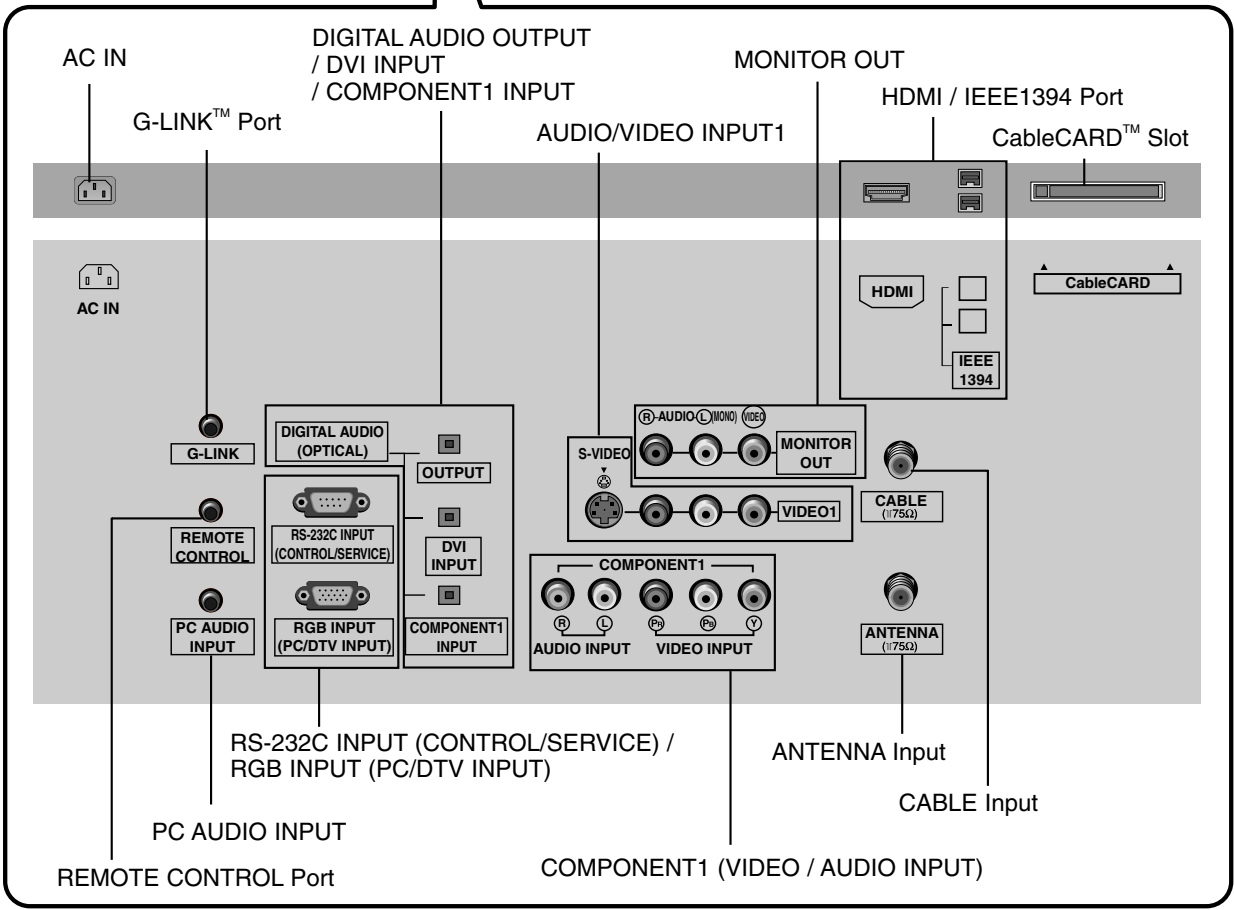 AC IN
DIGITAL AUDIO OUTPUT
/ DVI INPUT
/ COMPONENT1 INPUT
MONITOR OUT
G-LINK™ Port
HDMI / IEEE1394 Port
AUDIO/VIDEO INPUT1
CableCARD™ Slot
AC IN
HDMI
IEEE
1394
CableCARD
G-LINK
REMOTE
CONTROL
PC AUDIO
INPUT
DIGITAL AUDIO
(OPTICAL)
OUTPUT
RS-232C INPUT
(CONTROL/SERVICE)
DVI
INPUT
RGB INPUT
(PC/DTV INPUT)
COMPONENT1
INPUT
R AUDIO L (MONO) VIDEO
MONITOR
OUT
S-VIDEO
VIDEO1
COMPONENT1
R L PR PB Y
AUDIO INPUT VIDEO INPUT
CABLE
(75Ω)
ANTENNA
(75Ω)
RS-232C INPUT (CONTROL/SERVICE) /
RGB INPUT (PC/DTV INPUT)
ANTENNA Input
CABLE Input
PC AUDIO INPUT
COMPONENT1 (VIDEO / AUDIO INPUT)
REMOTE CONTROL Port